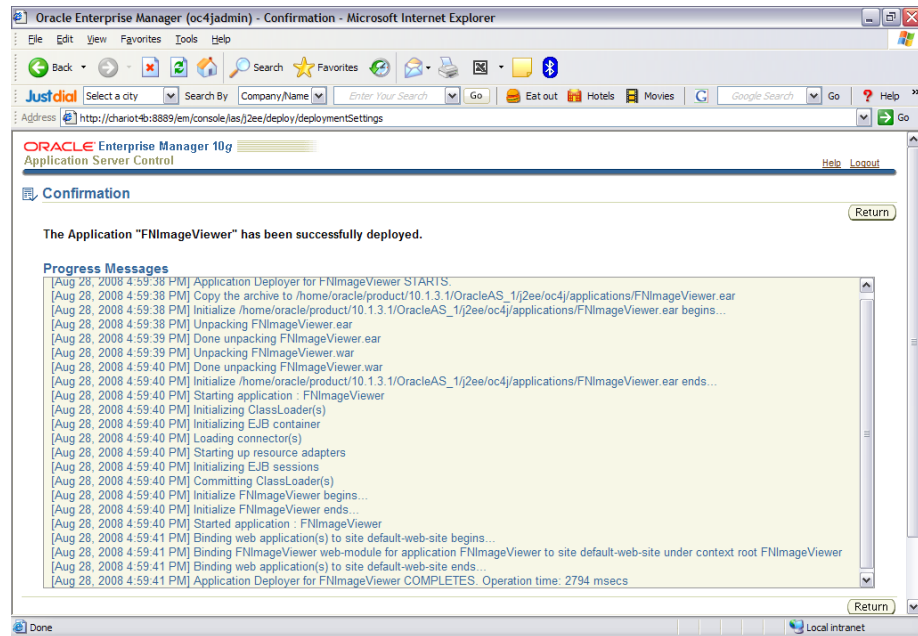 Oracle Enterprise Manager (oc4jadmin) - Confirmation - Microsoft Internet Explorer
File Edit View Favorites Tools Help
Back Search Favorites
Justdial Select a city Search By Company/Name Enter Your Search Go Eat out Hotels Movies G Google Search Go ? Help »
Address http://chariot4b:8889/em/console/ias/j2ee/deploy/deploymentSettings Go
ORACLE Enterprise Manager 10g
Application Server Control Help Logout
Confirmation
Return
The Application "FNImageViewer" has been successfully deployed.
Progress Messages
[Aug 28, 2008 4:59:38 PM] Application Deployer for FNImageViewer STARTS.
[Aug 28, 2008 4:59:38 PM] Copy the archive to /home/oracle/product/10.1.3.1/OracleAS_1/j2ee/oc4j/applications/FNImageViewer.ear
[Aug 28, 2008 4:59:38 PM] Initialize /home/oracle/product/10.1.3.1/OracleAS_1/j2ee/oc4j/applications/FNImageViewer.ear begins...
[Aug 28, 2008 4:59:38 PM] Unpacking FNImageViewer.ear
[Aug 28, 2008 4:59:39 PM] Done unpacking FNImageViewer.ear
[Aug 28, 2008 4:59:39 PM] Unpacking FNImageViewer.war
[Aug 28, 2008 4:59:40 PM] Done unpacking FNImageViewer.war
[Aug 28, 2008 4:59:40 PM] Initialize /home/oracle/product/10.1.3.1/OracleAS_1/j2ee/oc4j/applications/FNImageViewer.ear ends...
[Aug 28, 2008 4:59:40 PM] Starting application : FNImageViewer
[Aug 28, 2008 4:59:40 PM] Initializing ClassLoader(s)
[Aug 28, 2008 4:59:40 PM] Initializing EJB container
[Aug 28, 2008 4:59:40 PM] Loading connector(s)
[Aug 28, 2008 4:59:40 PM] Starting up resource adapters
[Aug 28, 2008 4:59:40 PM] Initializing EJB sessions
[Aug 28, 2008 4:59:40 PM] Committing ClassLoader(s)
[Aug 28, 2008 4:59:40 PM] Initialize FNImageViewer begins...
[Aug 28, 2008 4:59:40 PM] Initialize FNImageViewer ends...
[Aug 28, 2008 4:59:40 PM] Started application : FNImageViewer
[Aug 28, 2008 4:59:41 PM] Binding web application(s) to site default-web-site begins...
[Aug 28, 2008 4:59:41 PM] Binding FNImageViewer web-module for application FNImageViewer to site default-web-site under context root FNImageViewer
[Aug 28, 2008 4:59:41 PM] Binding web application(s) to site default-web-site ends...
[Aug 28, 2008 4:59:41 PM] Application Deployer for FNImageViewer COMPLETES. Operation time: 2794 msecs
Return
Done Local intranet